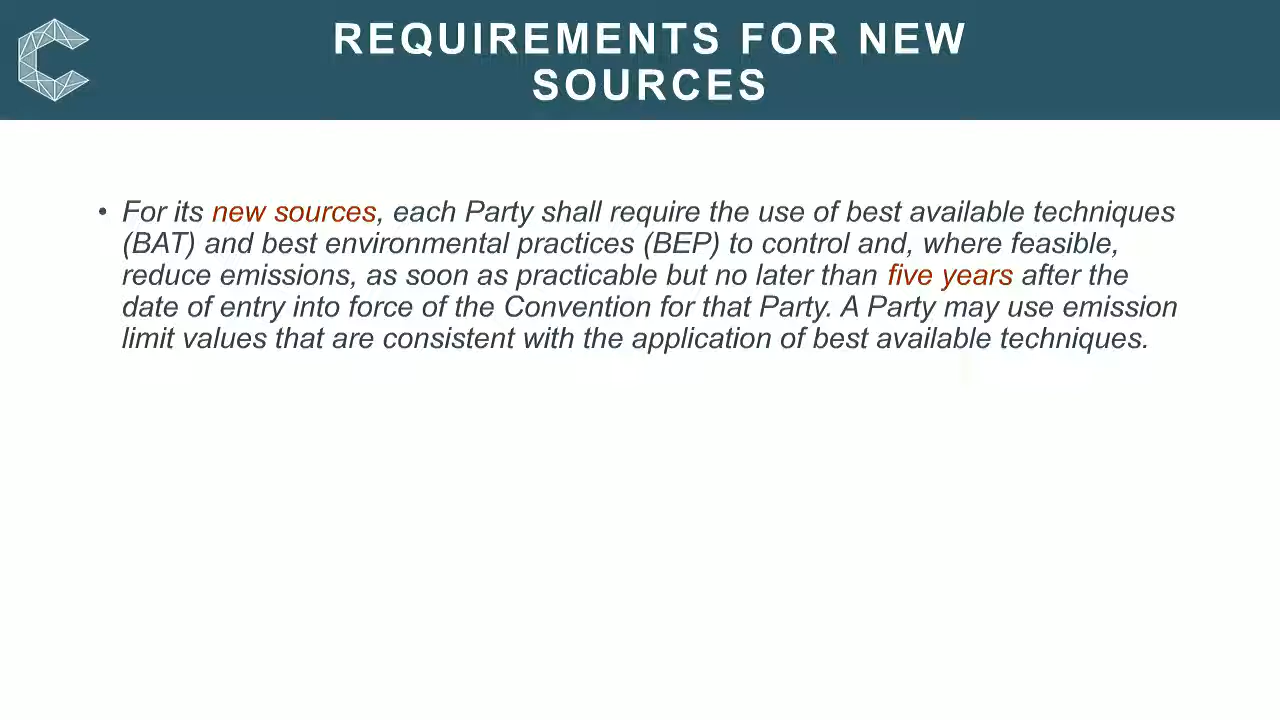 REQUIREMENTS FOR NEW
SOURCES
• For its new sources, each Party shall require the use of best available techniques
(BAT) and best environmental practices (BEP) to control and, where feasible,
reduce emissions, as soon as practicable but no later than five years after the
date of entry into force of the Convention for that Party. A Party may use emission
limit values that are consistent with the application of best available techniques.